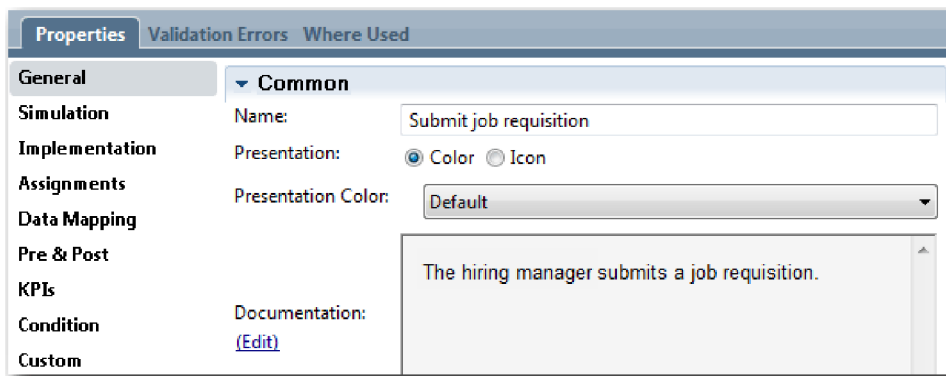 Properties Validation Errors Where Used
General
Simulation
Implementation
Assignments
Data Mapping
Pre & Post
KPIs
Condition
Custom
Common
Name: Submit job requisition
Presentation: Color Icon
Presentation Color: Default
Documentation:
(Edit)
The hiring manager submits a job requisition.